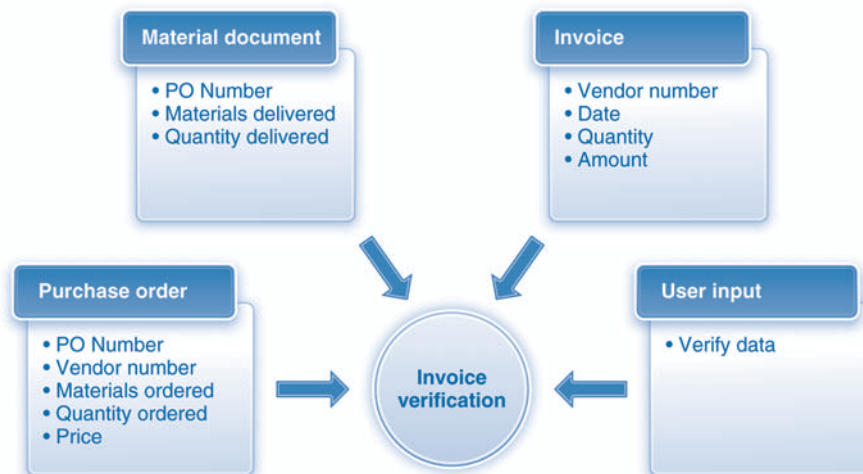 Material document
• PO Number
• Materials delivered
• Quantity delivered
Invoice
• Vendor number
• Date
• Quantity
• Amount
Purchase order
• PO Number
• Vendor number
• Materials ordered
• Quantity ordered
• Price
Invoice
verification
User input
• Verify data